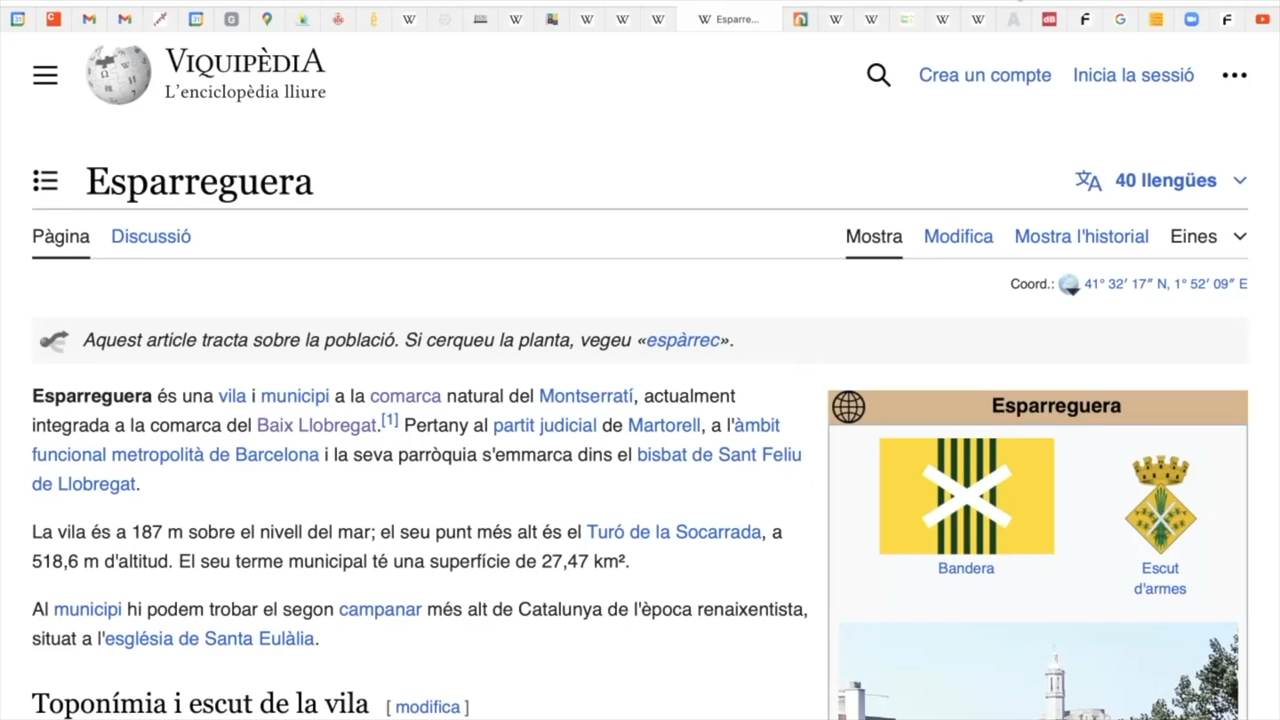 Esparre...
VIQUIPÈDIA
L'enciclopèdia lliure
Crea un compte
Inicia la sessió
Esparreguera
40 llengües
Pàgina
Discussió
Mostra
Modifica
Mostra l'historial
Eines
Coord.: 41° 32′ 17″ N, 1° 52′ 09″ E
Aquest article tracta sobre la població. Si cerqueu la planta, vegeu «espàrrec».
Esparreguera és una vila i municipi a la comarca natural del Montserratí, actualment
integrada a la comarca del Baix Llobregat.[1] Pertany al partit judicial de Martorell, a l'àmbit
funcional metropolità de Barcelona i la seva parròquia s'emmarca dins el bisbat de Sant Feliu
de Llobregat.
La vila és a 187 m sobre el nivell del mar; el seu punt més alt és el Turó de la Socarrada, a
518,6 m d'altitud. El seu terme municipal té una superfície de 27,47 km².
Al municipi hi podem trobar el segon campanar més alt de Catalunya de l'època renaixentista,
situat a l'església de Santa Eulàlia.
Toponímia i escut de la vila [ modifica ]
Esparreguera
Bandera
Escut
d'armes